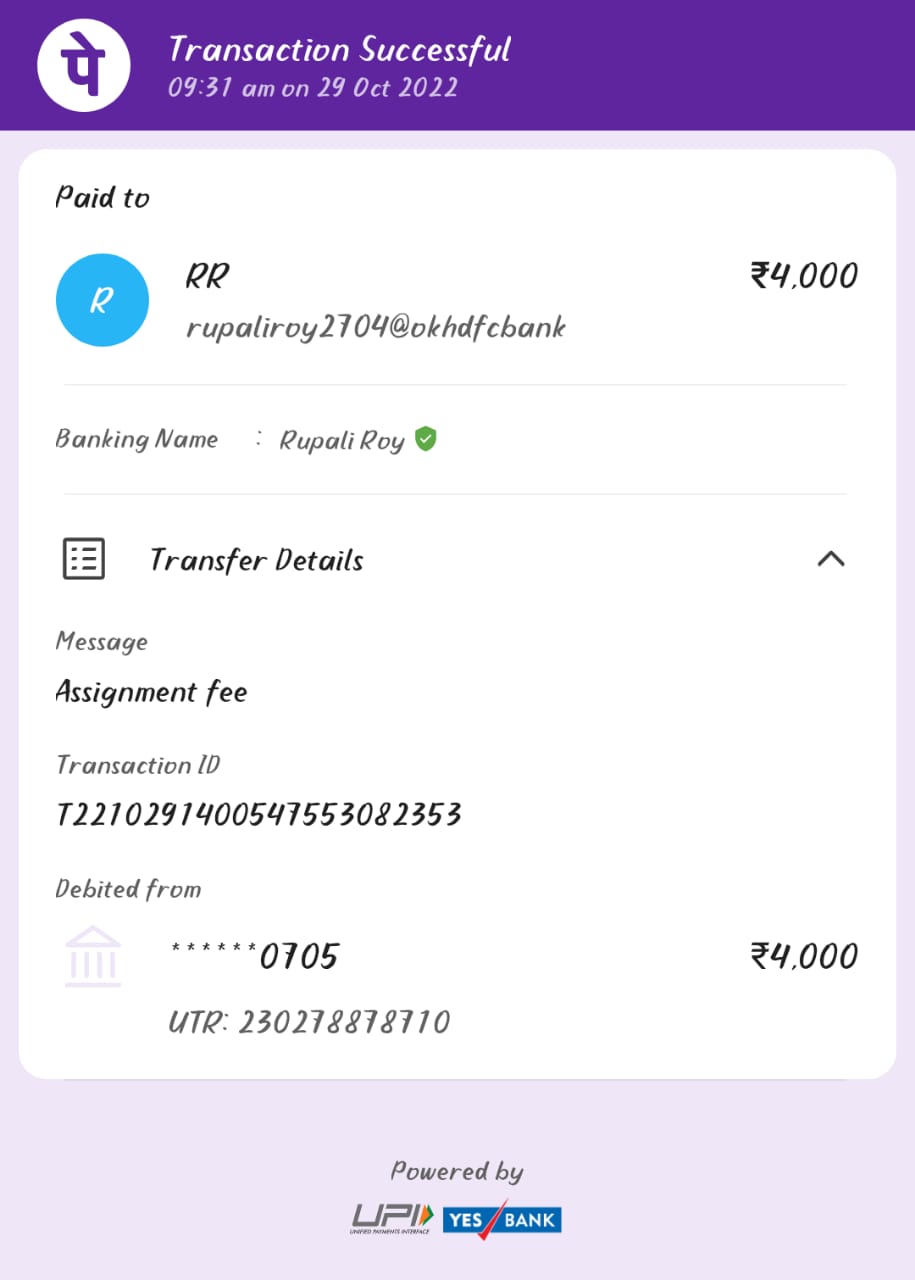 पे
Transaction Successful
09:31 am on 29 Oct 2022
Paid to
R
RR
₹4,000
rupaliroy2704@okhdfcbank
Banking Name : Rupali Roy
Transfer Details
Message
Assignment fee
Transaction ID
T2210291400547553082353
Debited from
******0705
₹4,000
UTR: 230278878710
Powered by
UPI
UNIFIED PAYMENTS INTERFACE
YES BANK